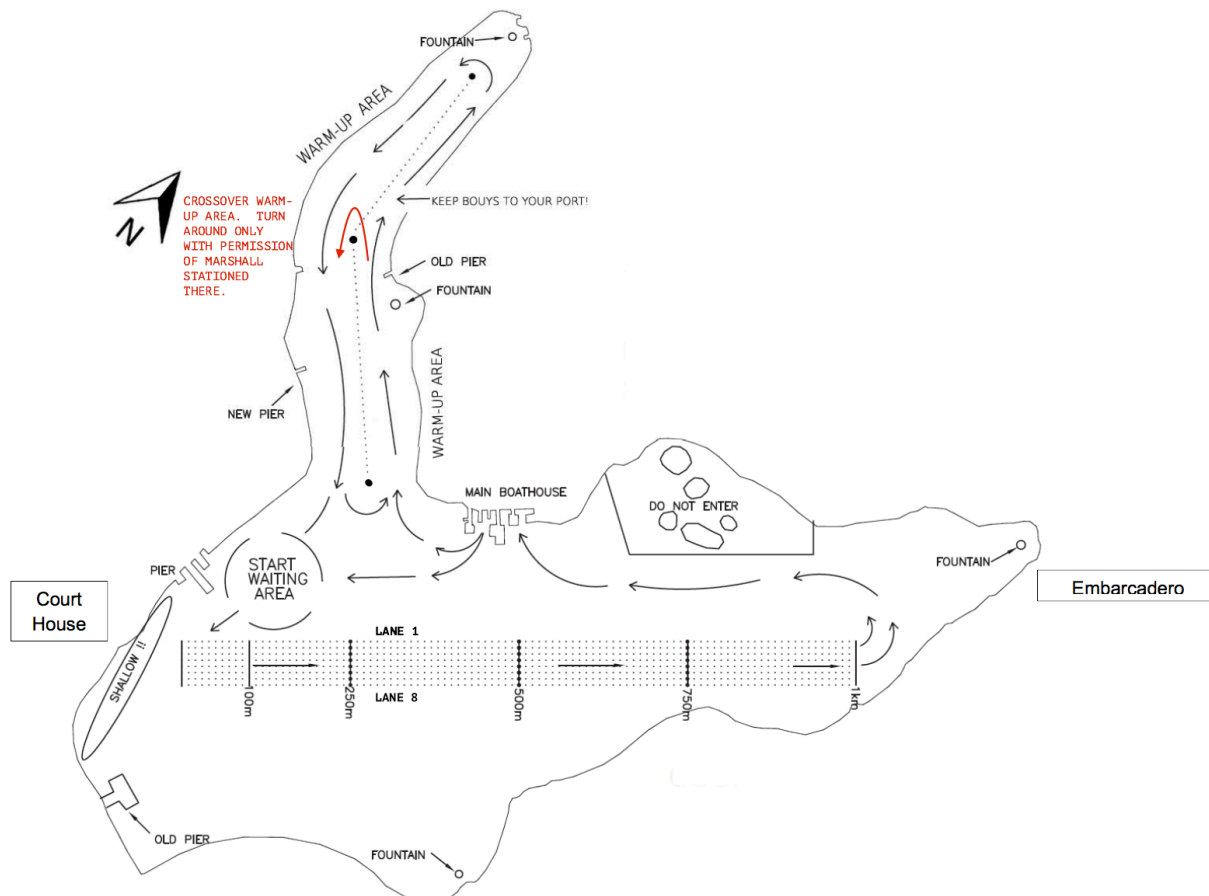 FOUNTAIN
WARM-UP AREA
N
CROSSOVER WARM-
UP AREA. TURN
AROUND ONLY
WITH PERMISSION
OF MARSHALL
STATIONED
THERE.
KEEP BOUYS TO YOUR PORT!
OLD PIER
FOUNTAIN
WARM-UP AREA
NEW PIER
MAIN BOATHOUSE
DO NOT ENTER
FOUNTAIN
PIER
START
WAITING
AREA
Court
House
Embarcadero
SHALLOW !!
LANE 1
LANE 8
100m
250m
500m
750m
1km
OLD PIER
FOUNTAIN